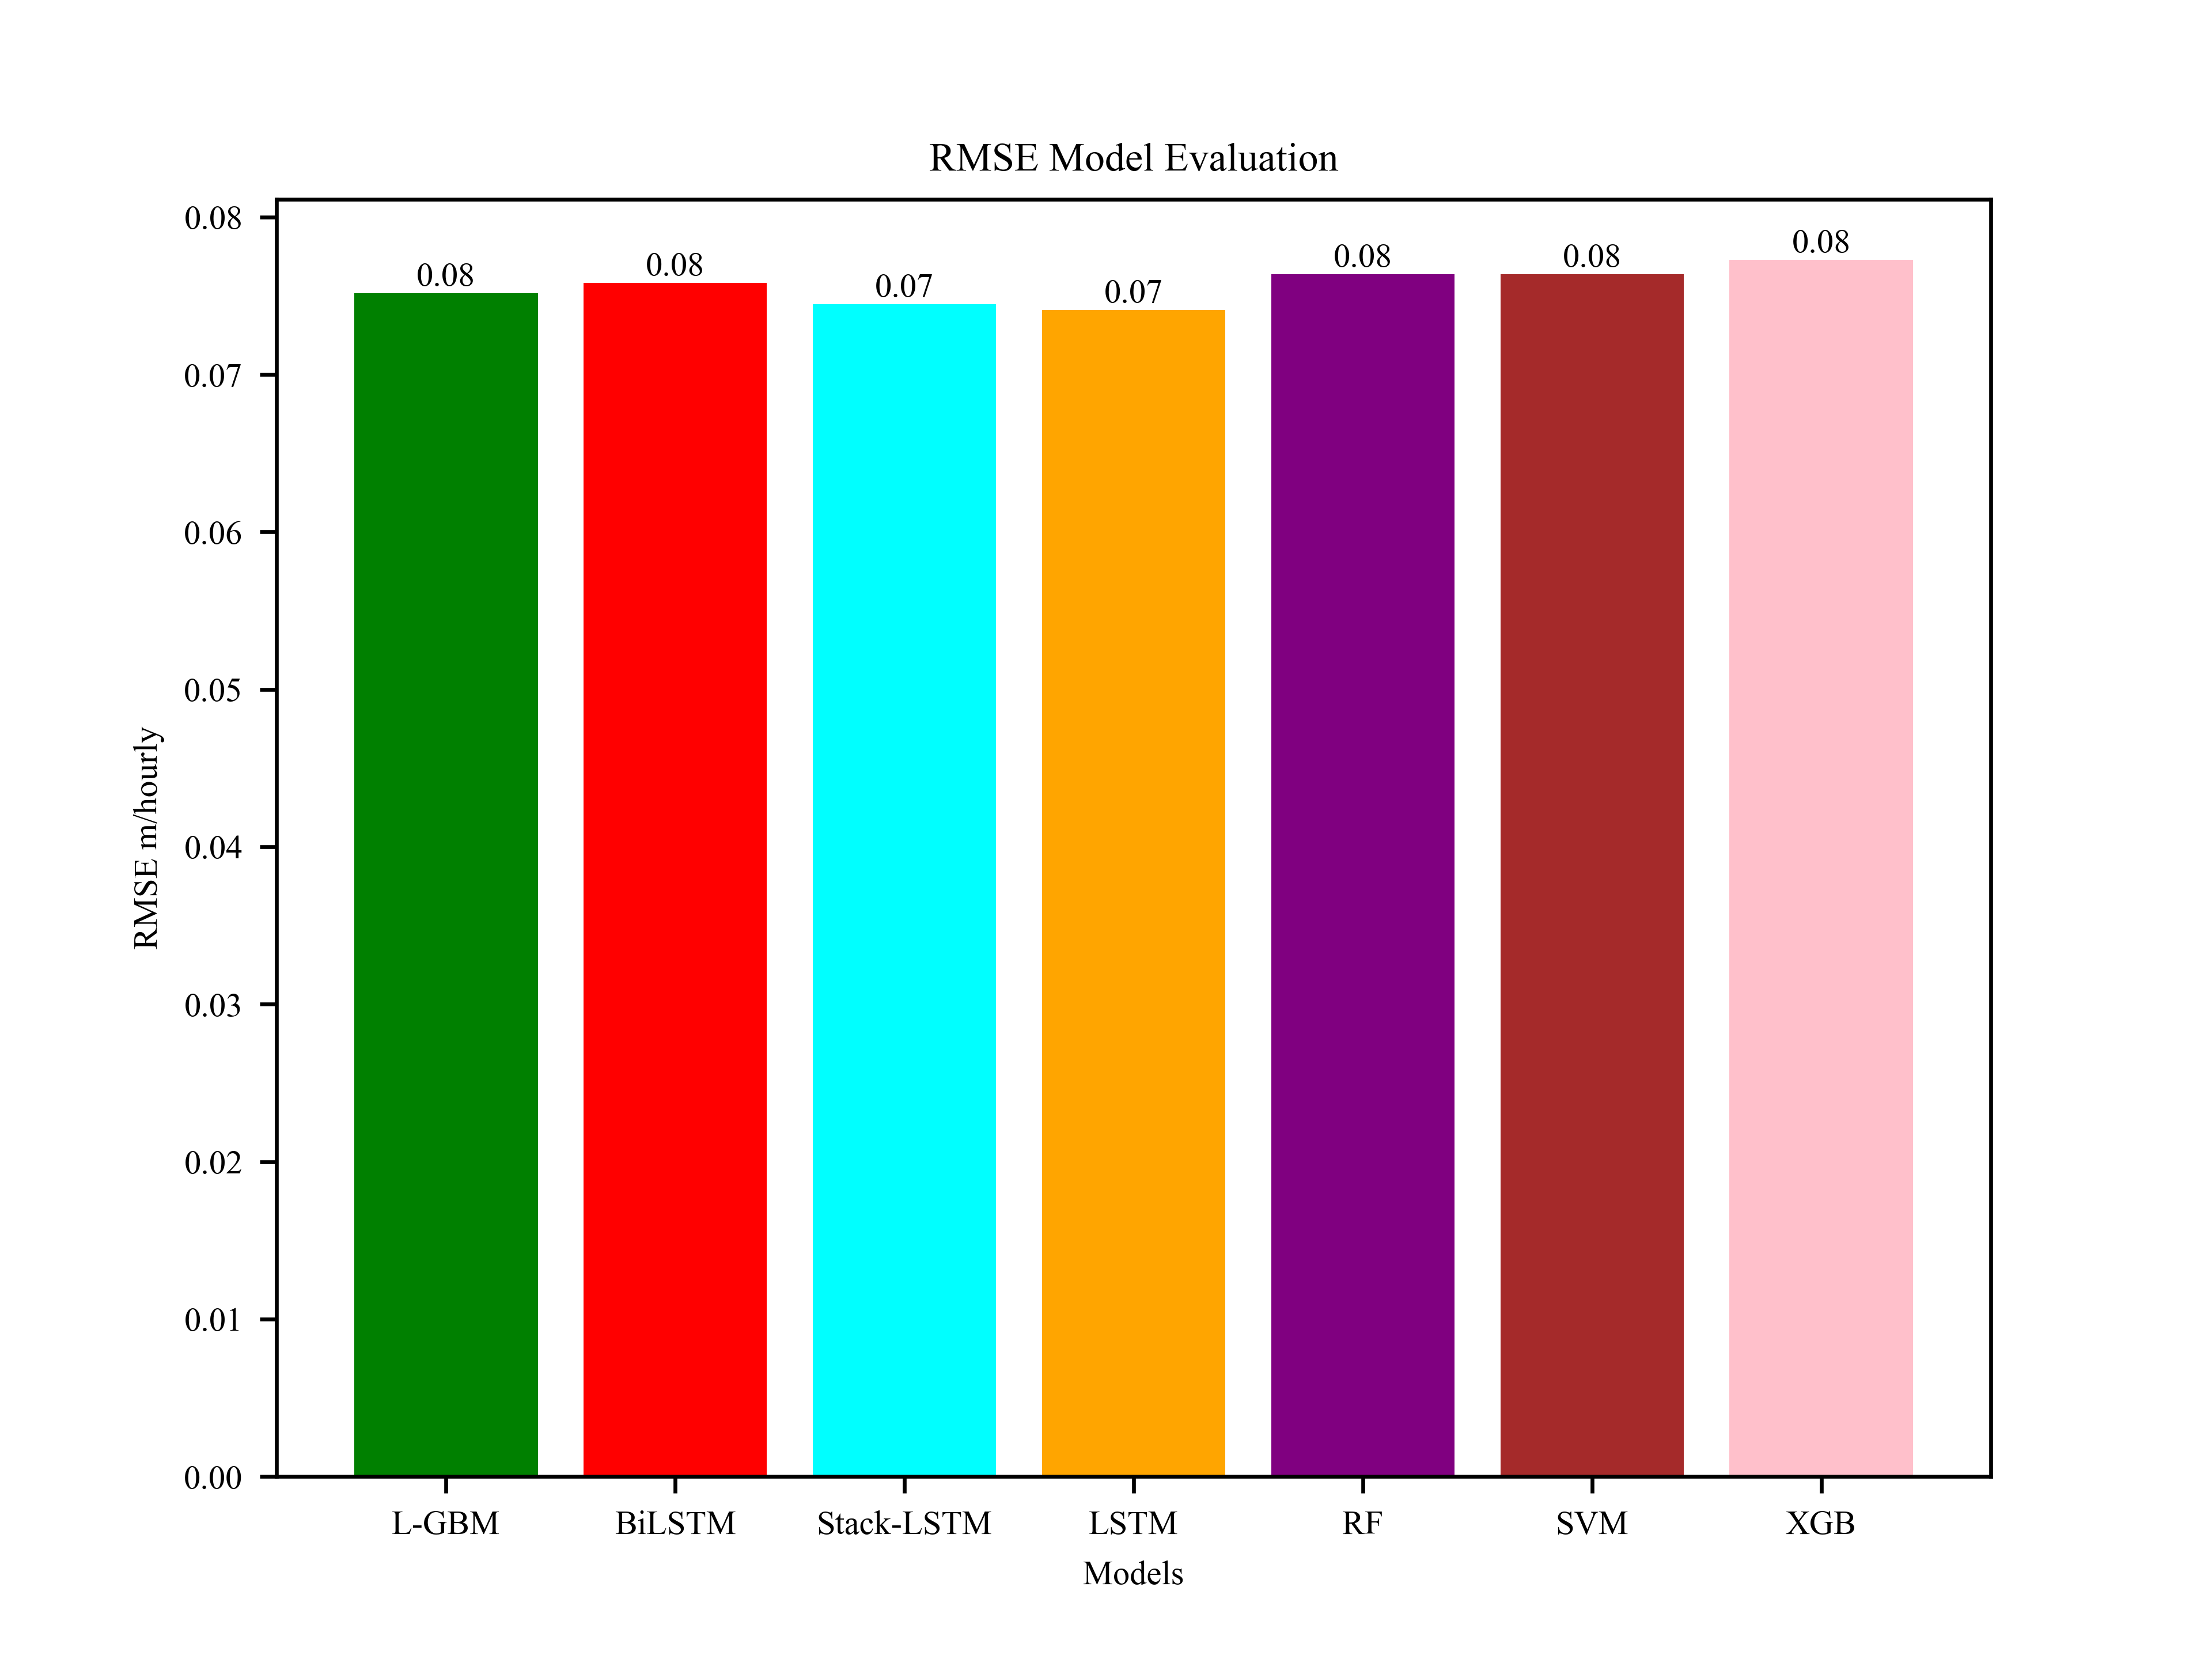 RMSE Model Evaluation
0.08
0.07
0.06
0.05
0.04
0.03
0.02
0.01
0.00
RMSE m/hourly
0.08
0.08
0.07
0.07
0.08
0.08
0.08
L-GBM
BiLSTM
Stack-LSTM
LSTM
RF
SVM
XGB
Models